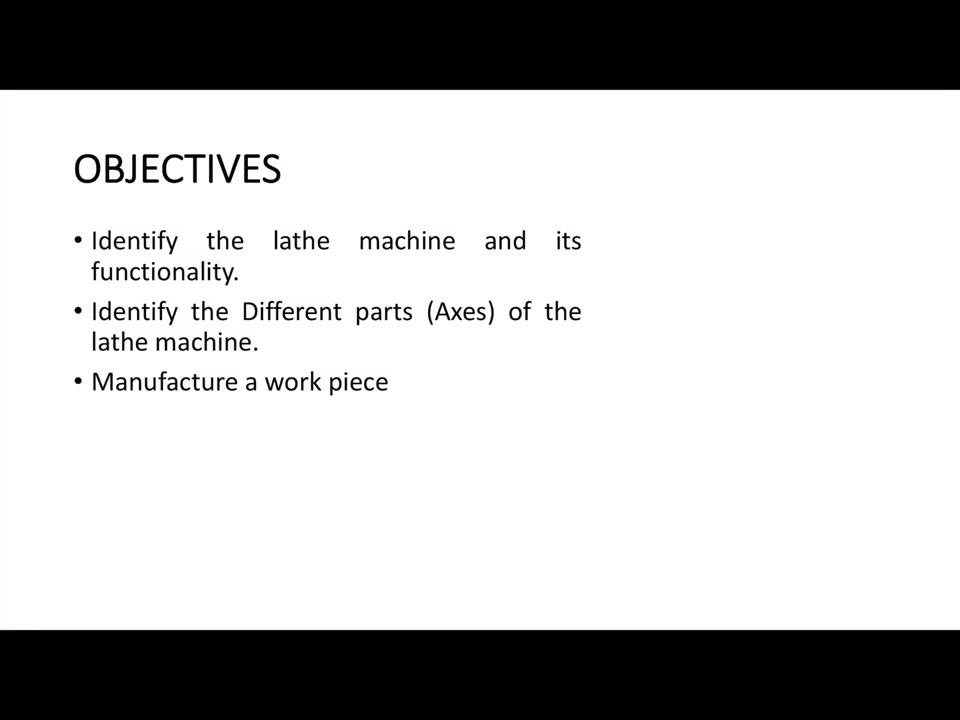 OBJECTIVES
• Identify the lathe machine and its
functionality.
• Identify the Different parts (Axes) of the
lathe machine.
• Manufacture a work piece